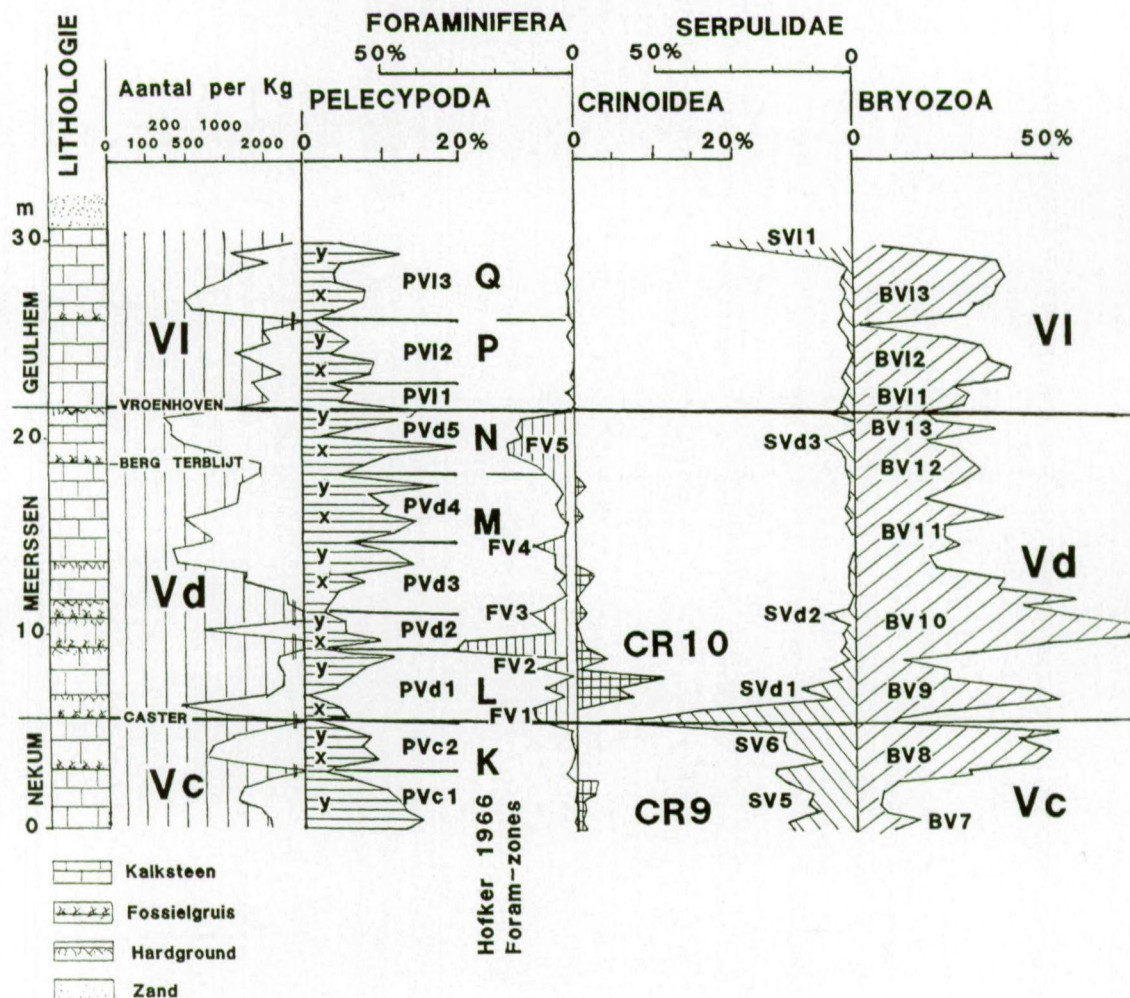 LITHOLOGIE
FORAMINIFERA
SERPULIDAE
50% 0 50% 0
Aantal per Kg
PELECYPODA
CRINOIDEA
BRYOZOA
200 1000
0 100 500 2000 0 20% 0 20% 0 50%
m
30
20
10
0
GEULHEM
MEERSSEN
NEKUM
VROENHOVEN
BERG TERBLIJT
CASTER
VI
Vd
Vc
y
x
y
x
y
x
y
x
y
x
y
x
y
x
y
x
y
PVI3
PVI2
PVI1
PVd5
PVd4
PVd3
PVd2
PVd1
PVc2
PVc1
Q
P
N
M
L
K
Hofker 1966
Foram-zones
FV5
FV4
FV3
FV2
FV1
CR10
CR9
SVI1
SVd3
SVd2
SVd1
SV6
SV5
BVI3
BVI2
BVI1
BV13
BV12
BV11
BV10
BV9
BV8
BV7
VI
Vd
Vc
Kalksteen
Fossielgruis
Hardground
Zand